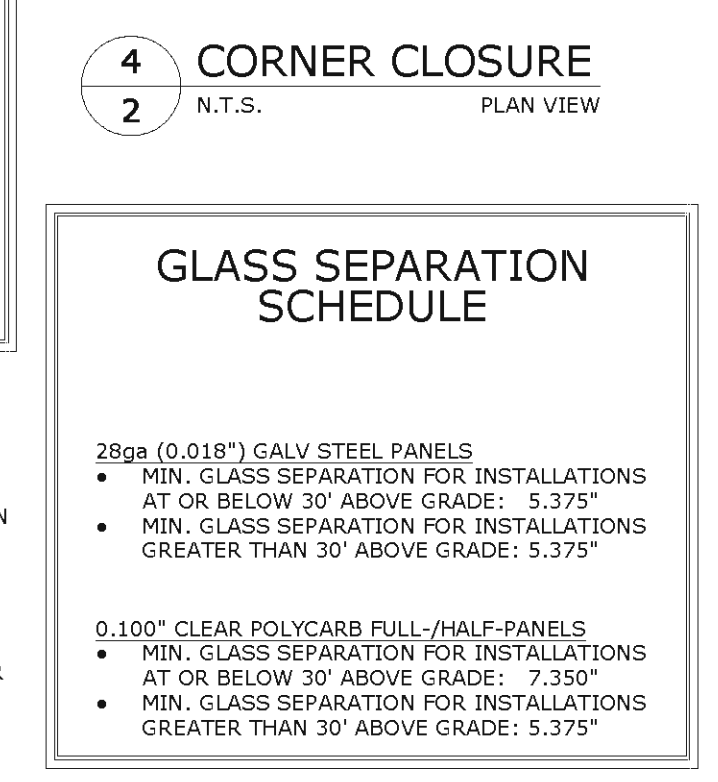 4 CORNER CLOSURE
2 N.T.S. PLAN VIEW
GLASS SEPARATION
SCHEDULE
28ga (0.018") GALV STEEL PANELS
• MIN. GLASS SEPARATION FOR INSTALLATIONS
AT OR BELOW 30' ABOVE GRADE: 5.375"
• MIN. GLASS SEPARATION FOR INSTALLATIONS
GREATER THAN 30' ABOVE GRADE: 5.375"
0.100" CLEAR POLYCARB FULL-/HALF-PANELS
• MIN. GLASS SEPARATION FOR INSTALLATIONS
AT OR BELOW 30' ABOVE GRADE: 7.350"
• MIN. GLASS SEPARATION FOR INSTALLATIONS
GREATER THAN 30' ABOVE GRADE: 5.375"